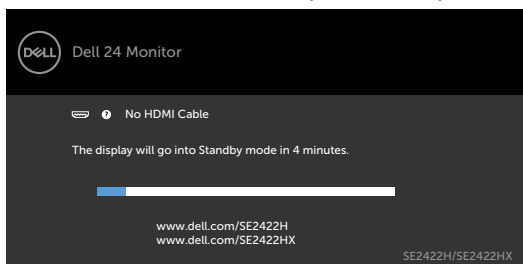 DELL
Dell 24 Monitor
No HDMI Cable
The display will go into Standby mode in 4 minutes.
www.dell.com/SE2422H
www.dell.com/SE2422HX
SE2422H/SE2422HX